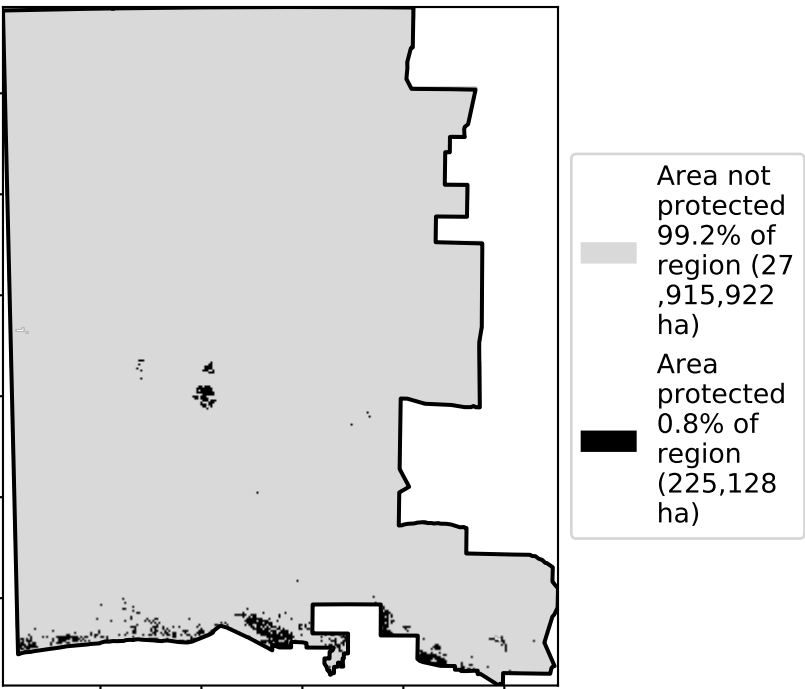 Area not
protected
99.2% of
region (27
,915,922
ha)
Area
protected
0.8% of
region
(225,128
ha)